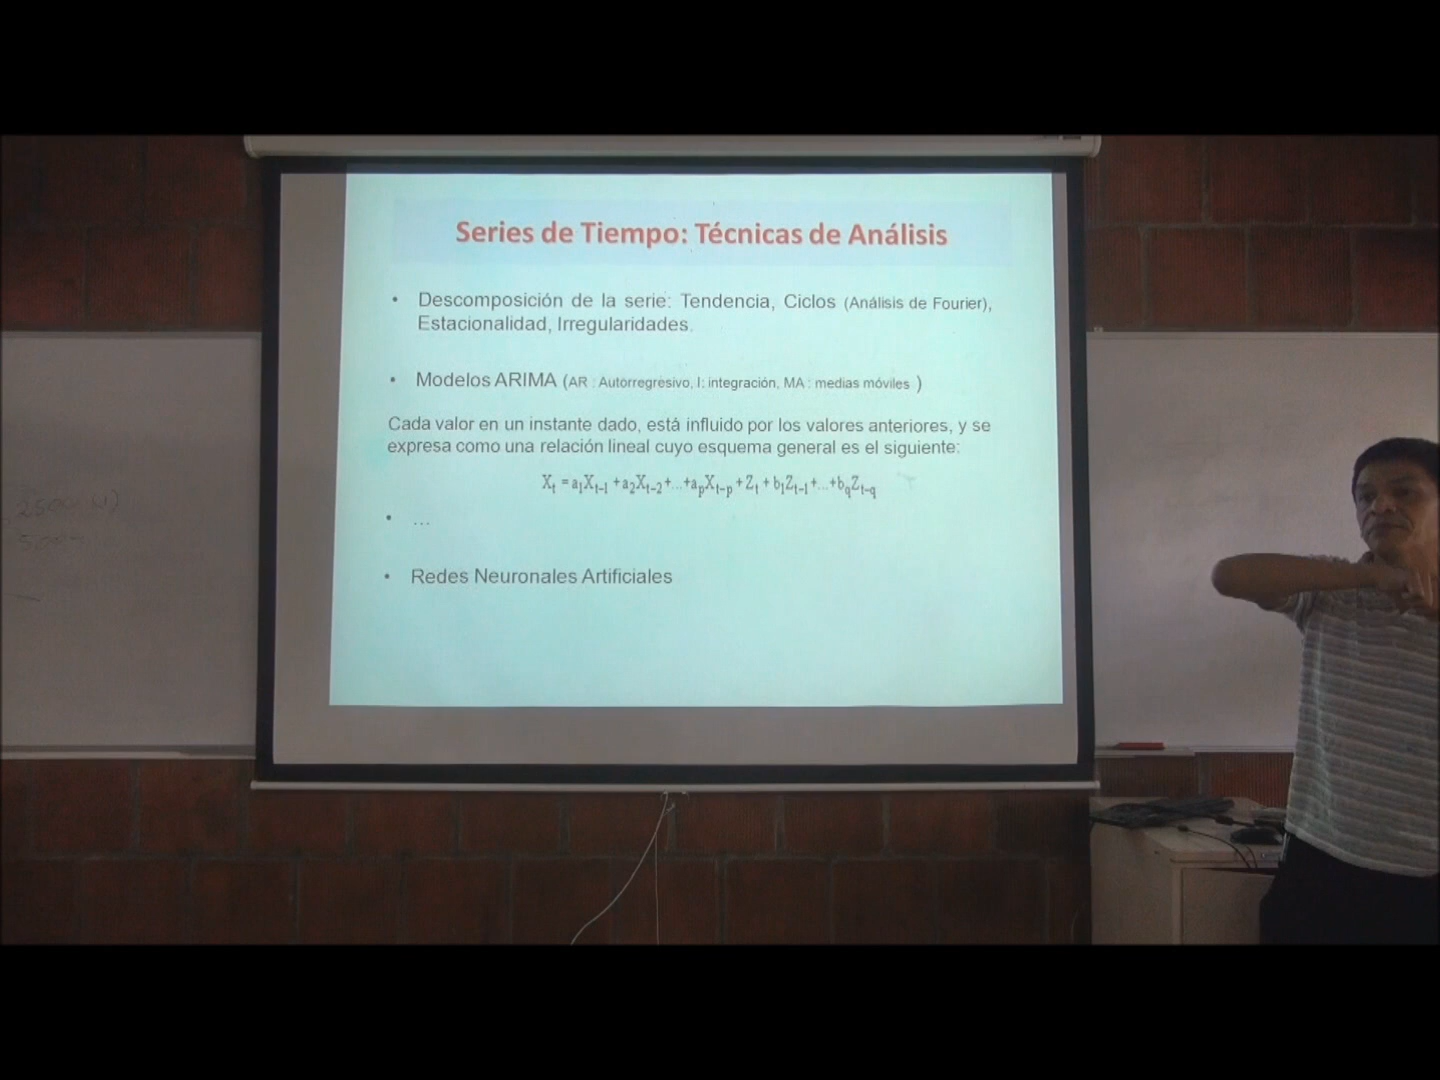 Series de Tiempo: Técnicas de Análisis
• Descomposición de la serie: Tendencia, Ciclos (Análisis de Fourier),
Estacionalidad, Irregularidades.
• Modelos ARIMA (AR : Autorregresivo, I: integración, MA : medias móviles )
Cada valor en un instante dado, está influido por los valores anteriores, y se
expresa como una relación lineal cuyo esquema general es el siguiente:
Xₜ = a₁Xₜ₋₁ + a₂Xₜ₋₂ +...+ aₚXₜ₋ₚ + Zₜ + b₁Zₜ₋₁ +...+ b_qZ_{t-q}
• ...
• Redes Neuronales Artificiales